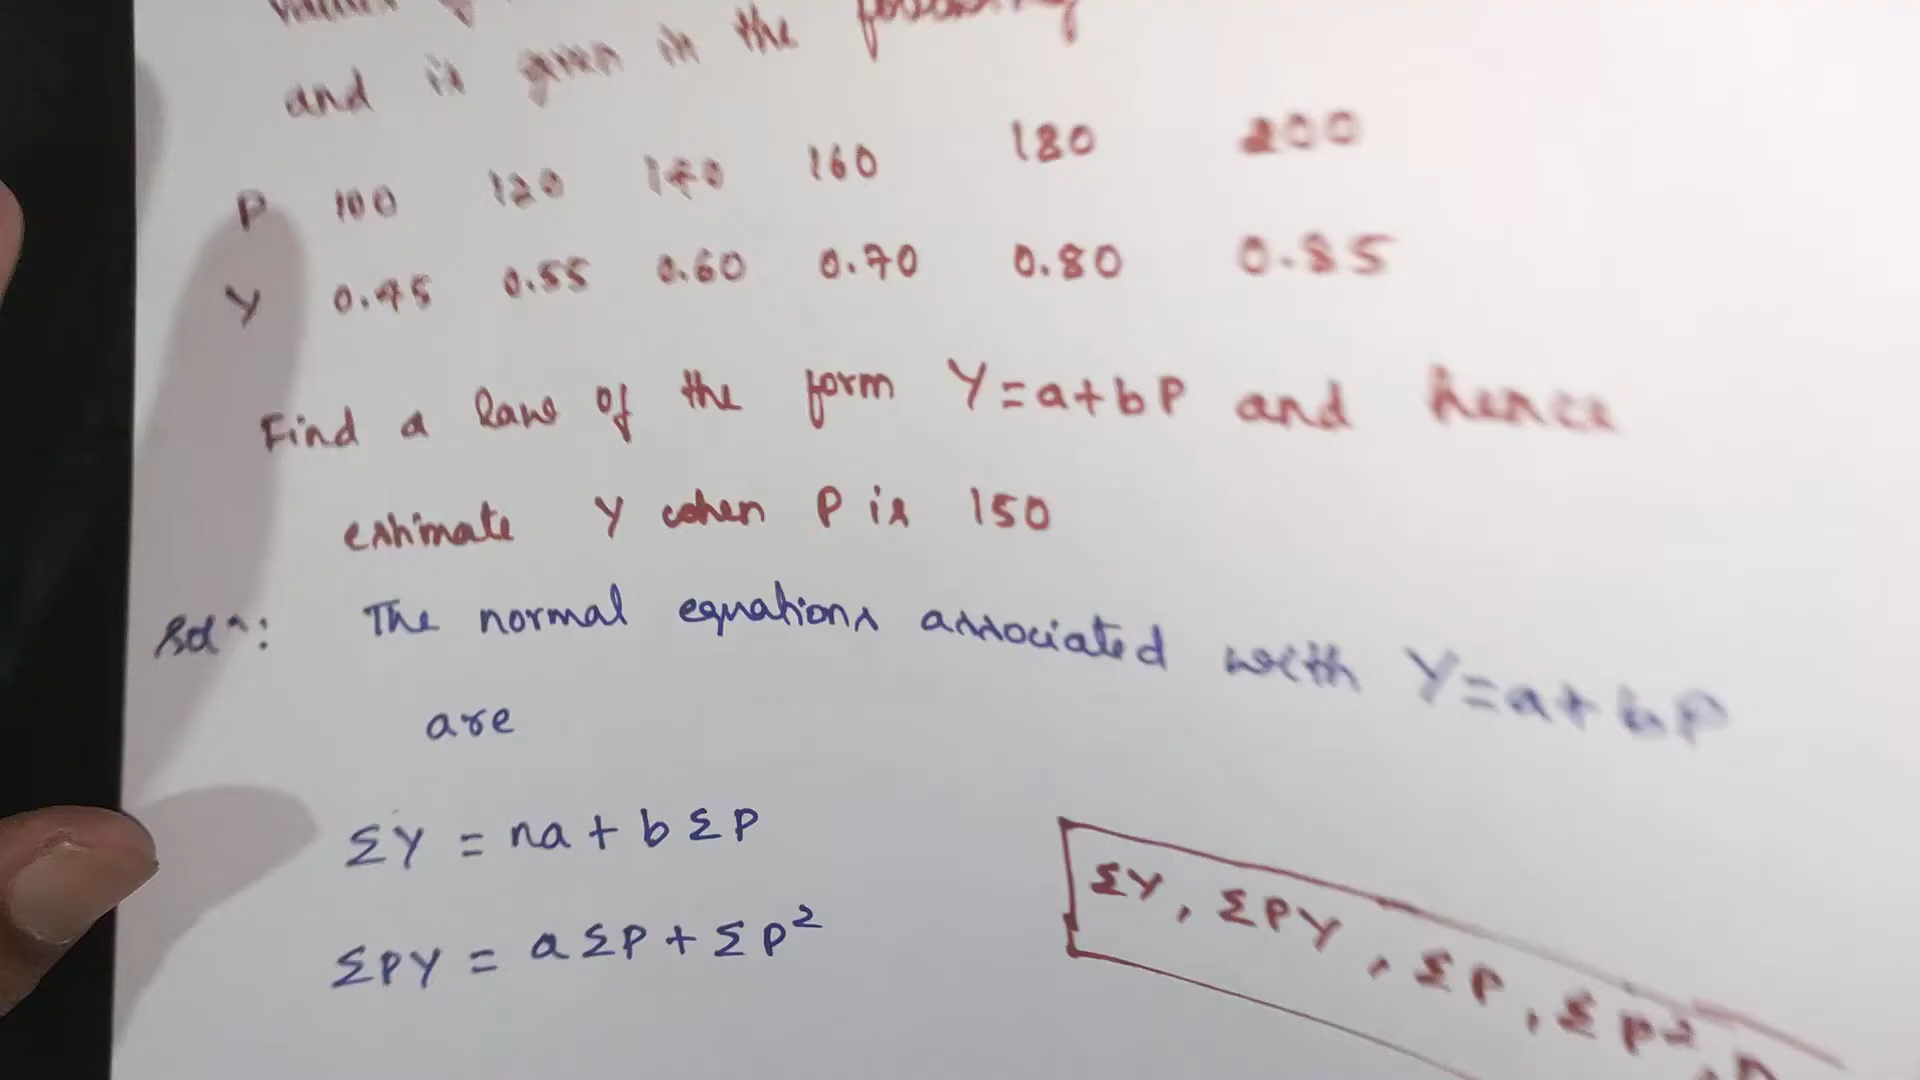 and is given in the following
P 100 120 140 160 180 200
Y 0.45 0.55 0.60 0.70 0.80 0.85
Find a law of the form Y=a+bP and hence
estimate Y when P is 150
Solⁿ: The normal equations associated with Y=a+bP
are
ΣY = na + bΣP
ΣPY = aΣP + ΣP²
ΣY, ΣPY, ΣP, ΣP²,